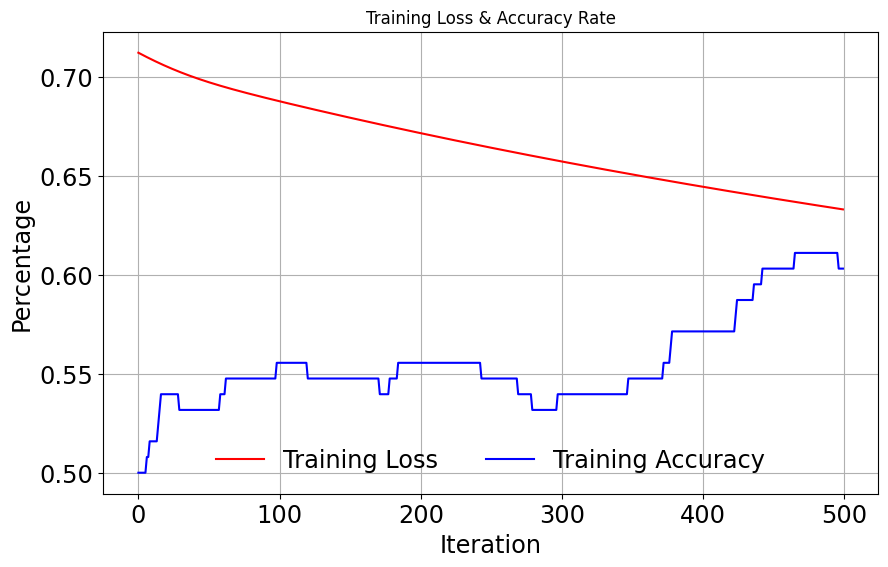 Training Loss & Accuracy Rate
0.70
0.65
0.60
0.55
0.50
Percentage
Training Loss
Training Accuracy
0 100 200 300 400 500
Iteration